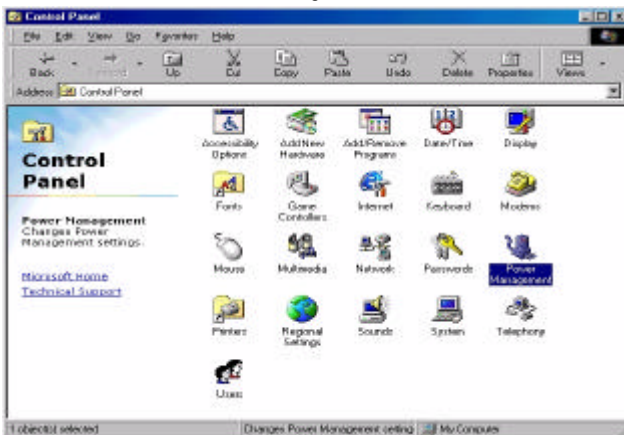 Control Panel
File Edit View Go Favorites Help
Back Forward Up Cut Copy Paste Undo Delete Properties Views
Address Control Panel
Control
Panel
Power Management
Changes Power
Management settings.
Microsoft Home
Technical Support
Accessibility
Options
Add New
Hardware
Add/Remove
Programs
Date/Time
Display
Fonts
Game
Controllers
Internet
Keyboard
Modems
Mouse
Multimedia
Network
Passwords
Power
Management
Printers
Regional
Settings
Sounds
System
Telephony
Users
1 object(s) selected Changes Power Management setting My Computer